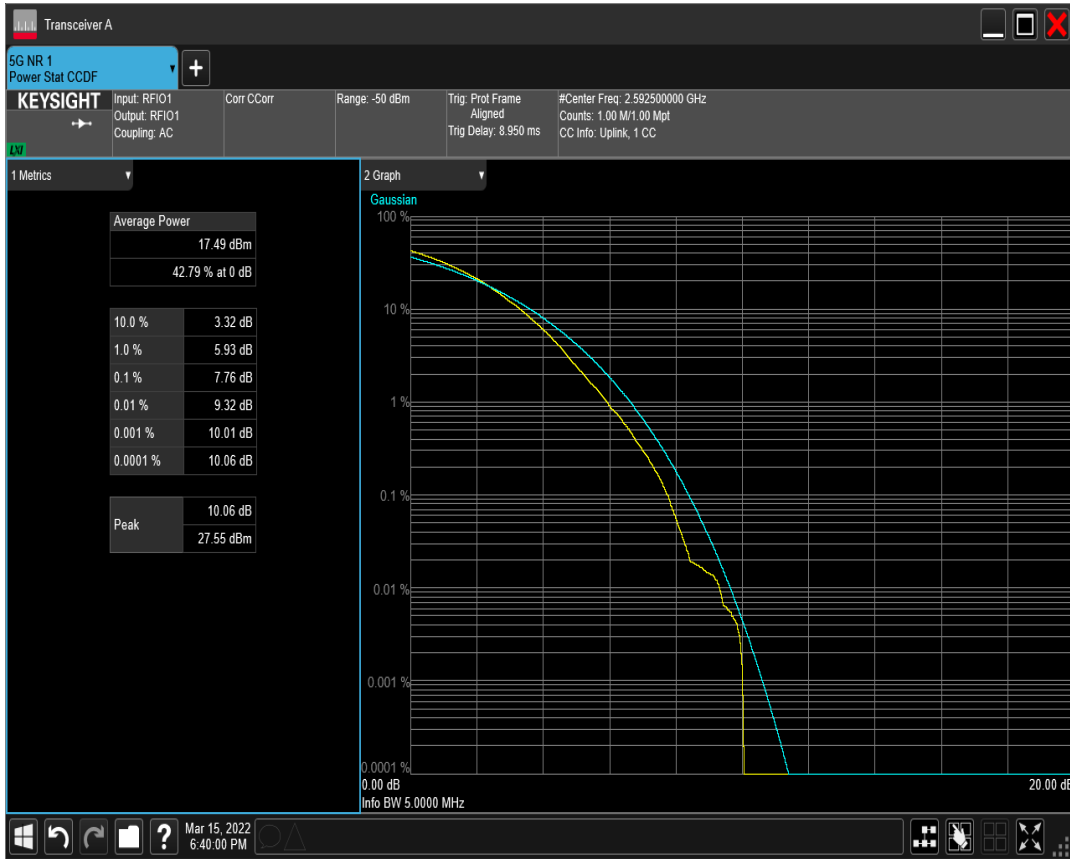 Transceiver A
5G NR 1
Power Stat CCDF
+
KEYSIGHT
LXI
Input: RFIO1
Output: RFIO1
Coupling: AC
Corr CCorr
Range: -50 dBm
Trig: Prot Frame
Aligned
Trig Delay: 8.950 ms
#Center Freq: 2.592500000 GHz
Counts: 1.00 M/1.00 Mpt
CC Info: Uplink, 1 CC
1 Metrics
Average Power
17.49 dBm
42.79 % at 0 dB
10.0 % 3.32 dB
1.0 % 5.93 dB
0.1 % 7.76 dB
0.01 % 9.32 dB
0.001 % 10.01 dB
0.0001 % 10.06 dB
Peak
10.06 dB
27.55 dBm
2 Graph
Gaussian
100 %
10 %
1 %
0.1 %
0.01 %
0.001 %
0.0001 %
0.00 dB 20.00 dB
Info BW 5.0000 MHz
?
Mar 15, 2022
6:40:00 PM